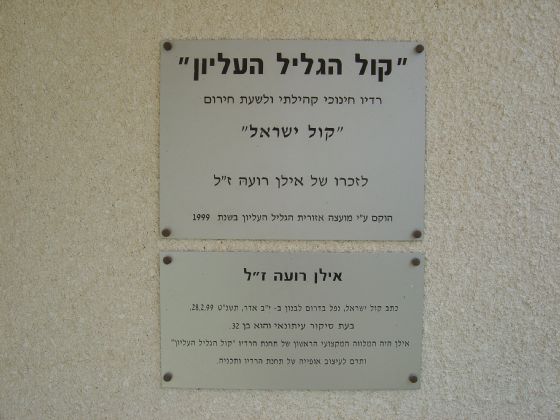 "קול הגליל העליון"
רדיו חינוכי קהילתי ולשעת חירום
"קול ישראל"
לזכרו של אילן רועה ז"ל
הוקם ע"י מועצה אזורית הגליל העליון בשנת 1999
אילן רועה ז"ל
כתב קול ישראל, נפל בדרום לבנון ב- י"ב אדר, תשנ"ט 28.2.99,
בעת סיקור עיתונאי והוא בן 32.
אילן היה המלווה המקצועי הראשון של תחנת הרדיו "קול הגליל העליון"
ותרם לעיצוב אופייה של תחנת הרדיו ותכניה.